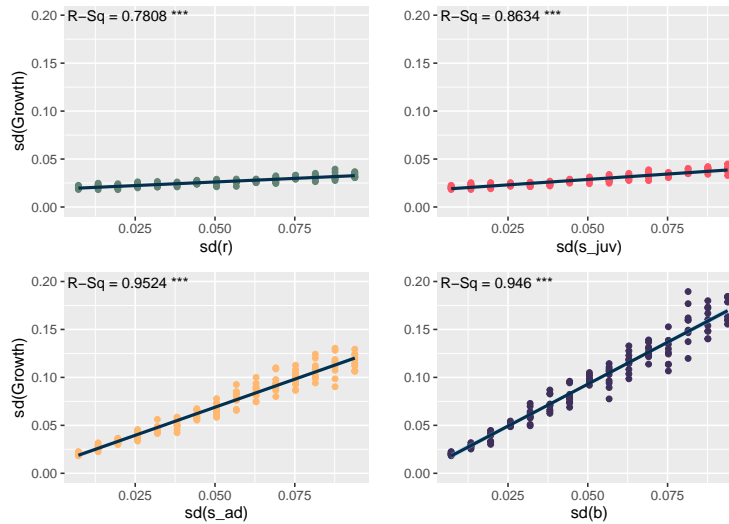 R−Sq = 0.7808 ***
0.20
0.15
0.10
0.05
0.00
sd(Growth)
0.025 0.050 0.075
sd(r)
R−Sq = 0.8634 ***
0.20
0.15
0.10
0.05
0.00
0.025 0.050 0.075
sd(s_juv)
R−Sq = 0.9524 ***
0.20
0.15
0.10
0.05
0.00
sd(Growth)
0.025 0.050 0.075
sd(s_ad)
R−Sq = 0.946 ***
0.20
0.15
0.10
0.05
0.00
0.025 0.050 0.075
sd(b)